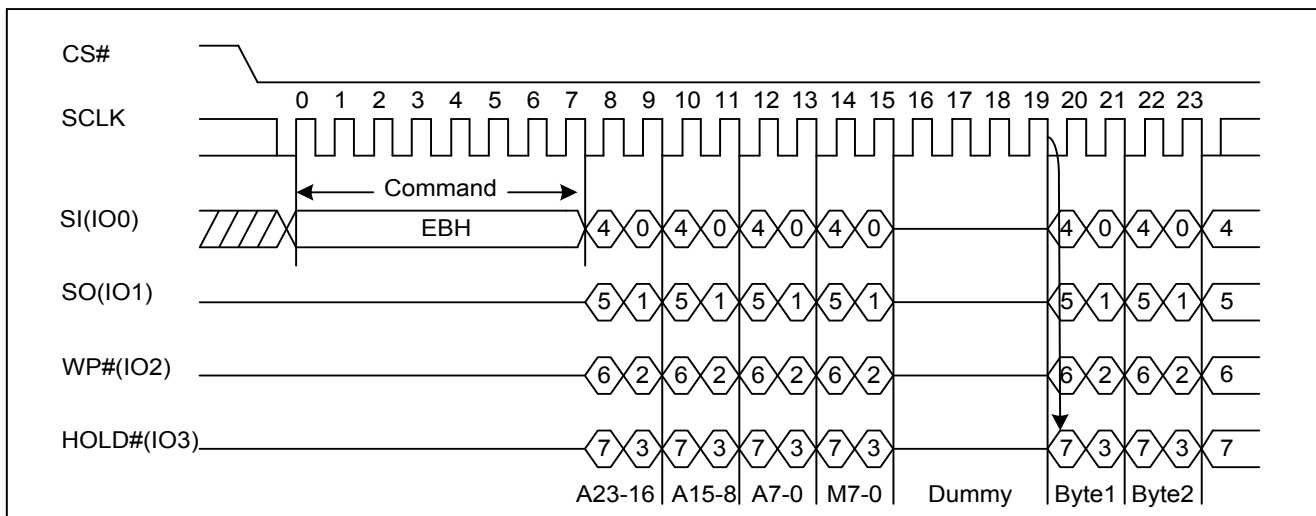 CS#
0 1 2 3 4 5 6 7 8 9 10 11 12 13 14 15 16 17 18 19 20 21 22 23
SCLK
Command
SI(IO0) EBH 4 0 4 0 4 0 4 0 4 0 4 0 4
SO(IO1) 5 1 5 1 5 1 5 1 5 1 5 1 5
WP#(IO2) 6 2 6 2 6 2 6 2 6 2 6 2 6
HOLD#(IO3) 7 3 7 3 7 3 7 3 7 3 7 3 7
A23-16 A15-8 A7-0 M7-0 Dummy Byte1 Byte2